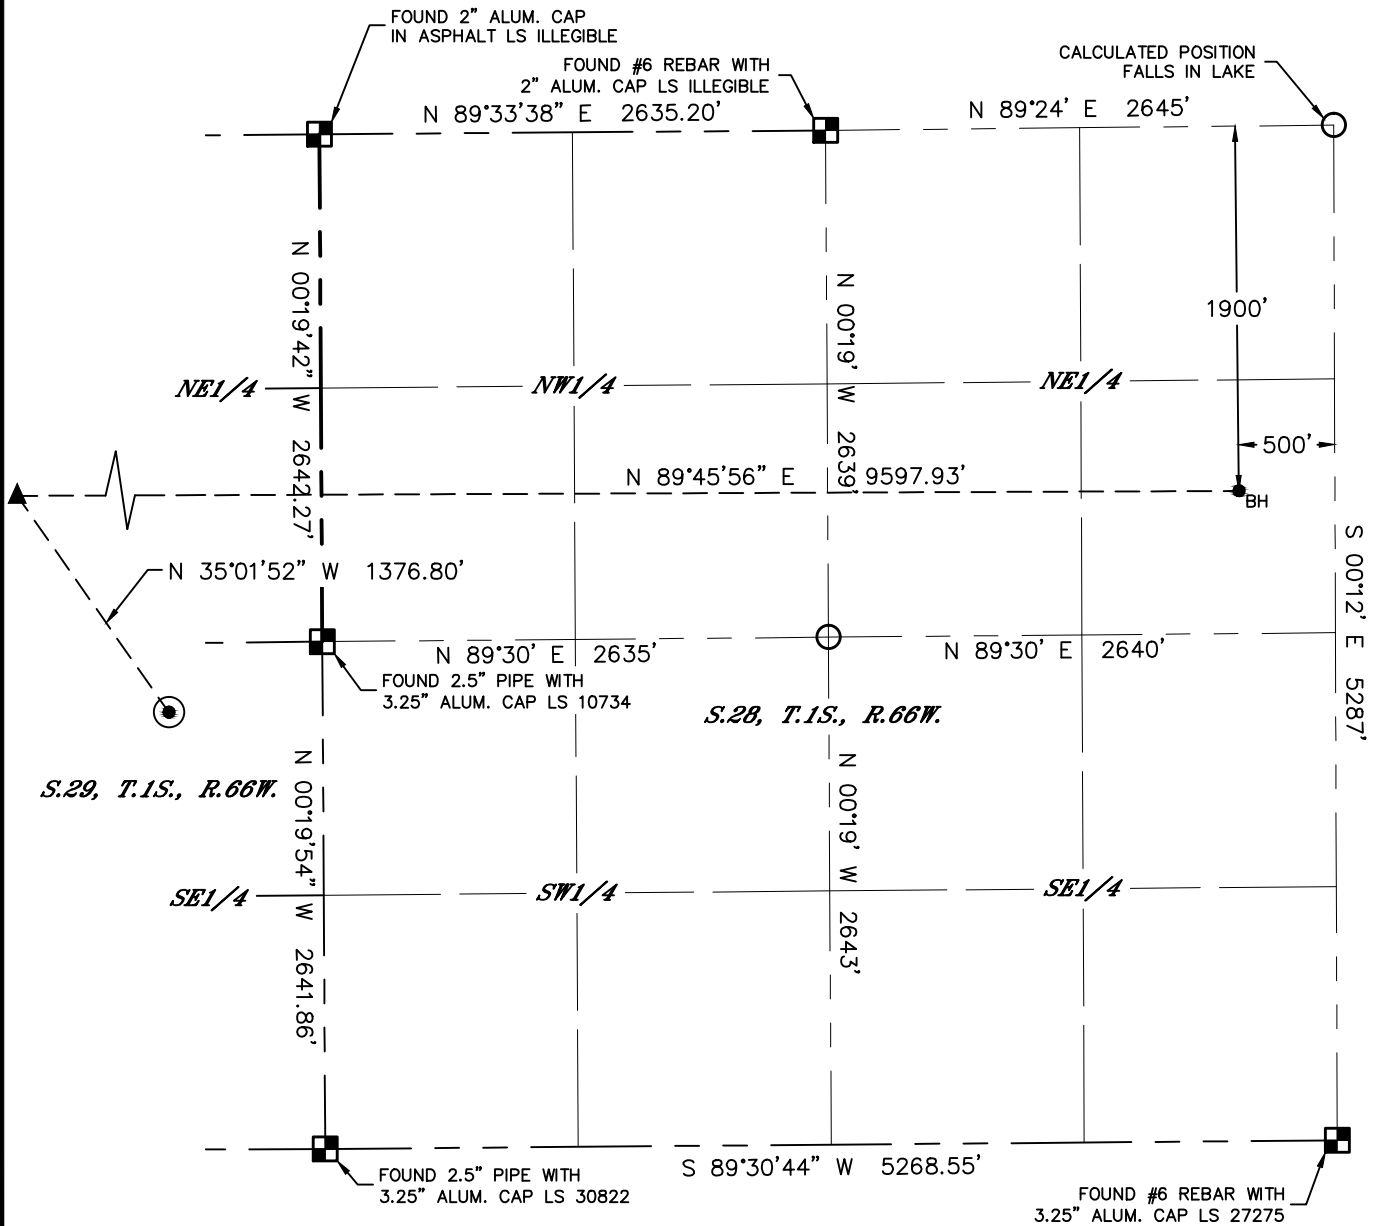 FOUND 2” ALUM. CAP
IN ASPHALT LS ILLEGIBLE
FOUND #6 REBAR WITH
2” ALUM. CAP LS ILLEGIBLE
CALCULATED POSITION
FALLS IN LAKE
N 89°33'38” E 2635.20'
N 89°24' E 2645'
N 00°19'42” W 2642.27'
N 00°19' W 2639'
1900'
NE1/4
NW1/4
NE1/4
500'
N 89°45'56” E 9597.93'
BH
S 00°12' E 5287'
N 35°01'52” W 1376.80'
N 89°30' E 2635'
N 89°30' E 2640'
FOUND 2.5” PIPE WITH
3.25” ALUM. CAP LS 10734
S.28, T.1S., R.66W.
S.29, T.1S., R.66W.
N 00°19'54” W 2641.86'
N 00°19' W 2643'
SE1/4
SW1/4
SE1/4
S 89°30'44” W 5268.55'
FOUND 2.5” PIPE WITH
3.25” ALUM. CAP LS 30822
FOUND #6 REBAR WITH
3.25” ALUM. CAP LS 27275